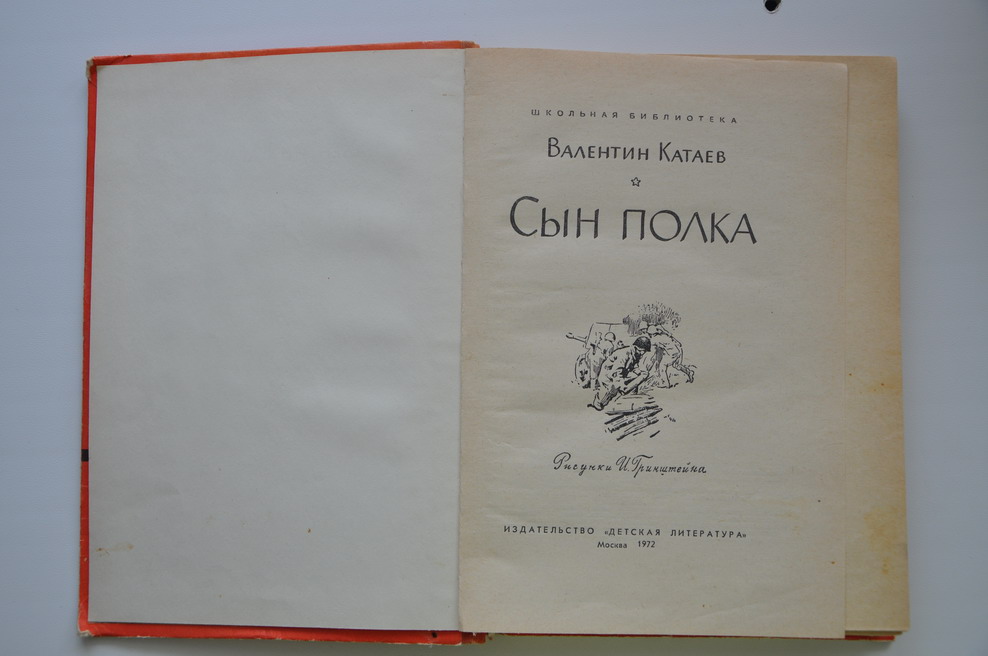 ШКОЛЬНАЯ БИБЛИОТЕКА
ВАЛЕНТИН КАТАЕВ
СЫН ПОЛКА
Рисунки И. Гринштейна
ИЗДАТЕЛЬСТВО «ДЕТСКАЯ ЛИТЕРАТУРА»
Москва 1972